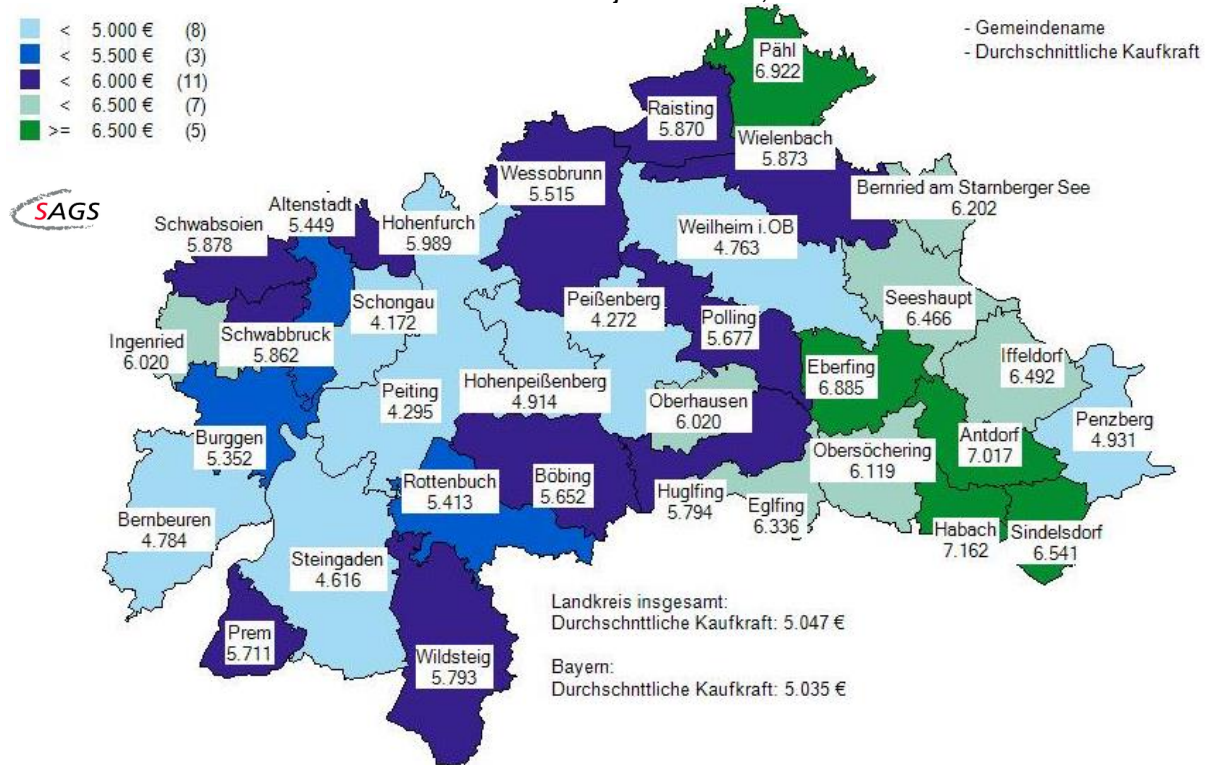 < 5.000 € (8)
< 5.500 € (3)
< 6.000 € (11)
< 6.500 € (7)
>= 6.500 € (5)
- Gemeindename
- Durchschnittliche Kaufkraft
SAGS
Pähl
6.922
Raisting
5.870
Wielenbach
5.873
Wessobrunn
5.515
Bernried am Starnberger See
6.202
Altenstadt
5.449
Schwabsoien
5.878
Hohenfurch
5.989
Weilheim i.OB
4.763
Schongau
4.172
Peißenberg
4.272
Polling
5.677
Seeshaupt
6.466
Ingenried
6.020
Schwabbruck
5.862
Iffeldorf
6.492
Eberfing
6.885
Peiting
4.295
Hohenpeißenberg
4.914
Oberhausen
6.020
Penzberg
4.931
Burggen
5.352
Antdorf
7.017
Obersöchering
6.119
Rottenbuch
5.413
Böbing
5.652
Huglfing
5.794
Eglfing
6.336
Bernbeuren
4.784
Habach
7.162
Sindelsdorf
6.541
Steingaden
4.616
Prem
5.711
Wildsteig
5.793
Landkreis insgesamt:
Durchschnttliche Kaufkraft: 5.047 €
Bayern:
Durchschnttliche Kaufkraft: 5.035 €